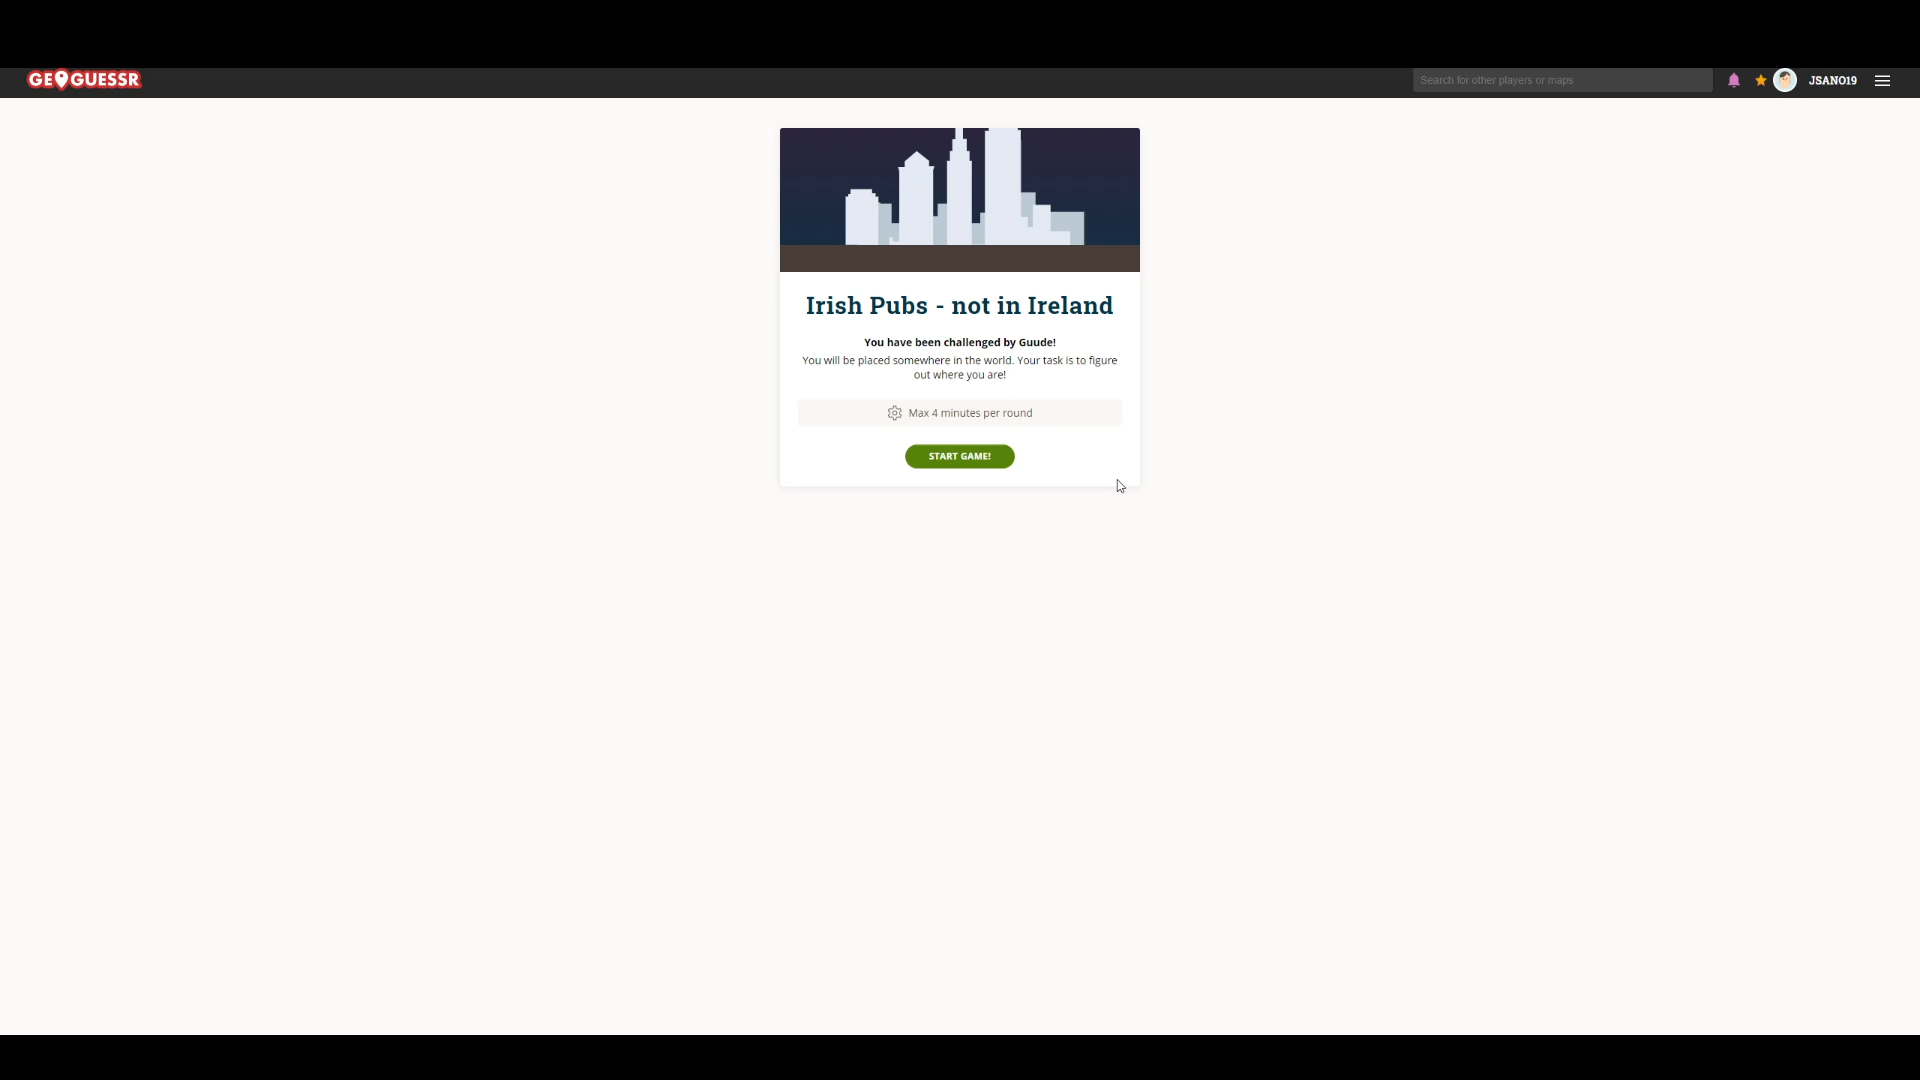 GEOGUESSR
Search for other players or maps
JSANO19
Irish Pubs - not in Ireland
You have been challenged by Guude!
You will be placed somewhere in the world. Your task is to figure
out where you are!
Max 4 minutes per round
START GAME!